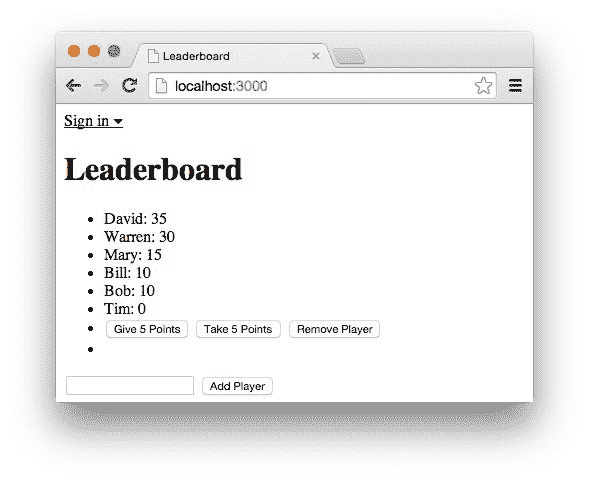 Leaderboard
localhost:3000
Sign in
Leaderboard
David: 35
Warren: 30
Mary: 15
Bill: 10
Bob: 10
Tim: 0
Give 5 Points Take 5 Points Remove Player
Add Player